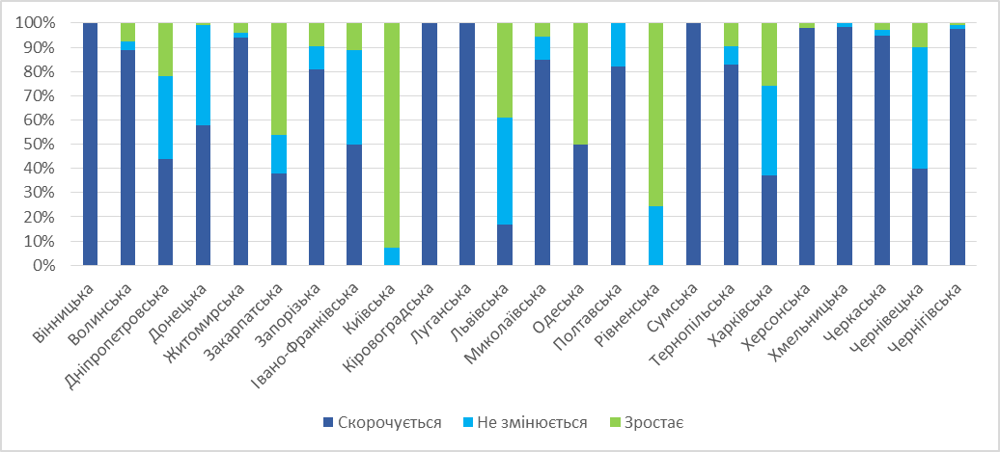 100%
90%
80%
70%
60%
50%
40%
30%
20%
10%
0%
Вінницька
Волинська
Дніпропетровська
Донецька
Житомирська
Закарпатська
Запорізька
Івано-Франківська
Київська
Кіровоградська
Луганська
Львівська
Миколаївська
Одеська
Полтавська
Рівненська
Сумська
Тернопільська
Харківська
Херсонська
Хмельницька
Черкаська
Чернівецька
Чернігівська
Скорочується Не змінюється Зростає